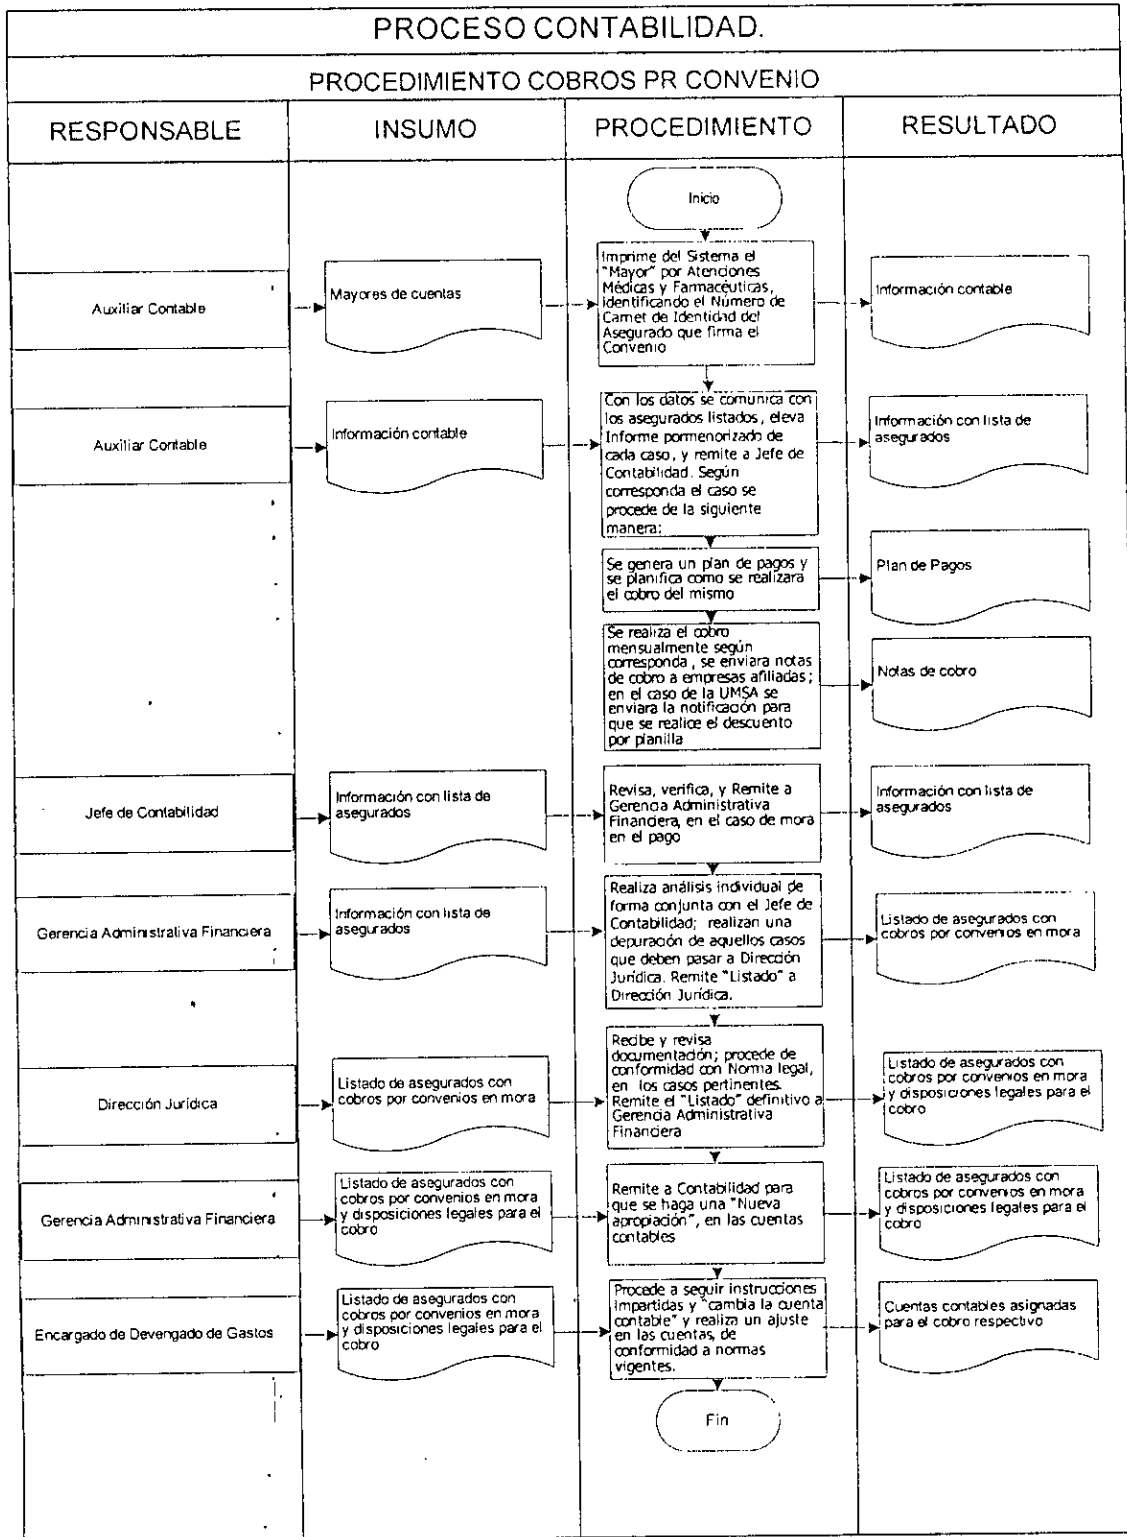 PROCESO CONTABILIDAD.
PROCEDIMIENTO COBROS PR CONVENIO
RESPONSABLE
INSUMO
PROCEDIMIENTO
RESULTADO
Inicio
Auxiliar Contable
Mayores de cuentas
Imprime del Sistema el
"Mayor" por Atenciones
Médicas y Farmacéuticas,
identificando el Número de
Carnet de Identidad del
Asegurado que firma el
Convenio
Información contable
Auxiliar Contable
Información contable
Con los datos se comunica con
los asegurados listados, eleva
Informe pormenorizado de
cada caso, y remite a Jefe de
Contabilidad. Según
corresponda el caso se
procede de la siguiente
manera:
Información con lista de
asegurados
Se genera un plan de pagos y
se planifica como se realizara
el cobro del mismo
Plan de Pagos
Se realiza el cobro
mensualmente según
corresponda, se enviara notas
de cobro a empresas afiliadas;
en el caso de la UMSA se
enviara la notificación para
que se realice el descuento
por planilla
Notas de cobro
Jefe de Contabilidad
Información con lista de
asegurados
Revisa, verifica, y Remite a
Gerencia Administrativa
Financiera, en el caso de mora
en el pago
Información con lista de
asegurados
Gerencia Administrativa Financiera
Información con lista de
asegurados
Realiza análisis individual de
forma conjunta con el Jefe de
Contabilidad; realizan una
depuración de aquellos casos
que deben pasar a Dirección
Jurídica. Remite "Listado" a
Dirección Jurídica.
Listado de asegurados con
cobros por convenios en mora
Dirección Jurídica
Listado de asegurados con
cobros por convenios en mora
Recibe y revisa
documentación; procede de
conformidad con Norma legal,
en los casos pertinentes.
Remite el "Listado" definitivo a
Gerencia Administrativa
Financiera
Listado de asegurados con
cobros por convenios en mora
y disposiciones legales para el
cobro
Gerencia Administrativa Financiera
Listado de asegurados con
cobros por convenios en mora
y disposiciones legales para el
cobro
Remite a Contabilidad para
que se haga una "Nueva
apropiación", en las cuentas
contables
Listado de asegurados con
cobros por convenios en mora
y disposiciones legales para el
cobro
Encargado de Devengado de Gastos
Listado de asegurados con
cobros por convenios en mora
y disposiciones legales para el
cobro
Procede a seguir instrucciones
impartidas y "cambia la cuenta
contable" y realiza un ajuste
en las cuentas, de
conformidad a normas
vigentes.
Cuentas contables asignadas
para el cobro respectivo
Fin